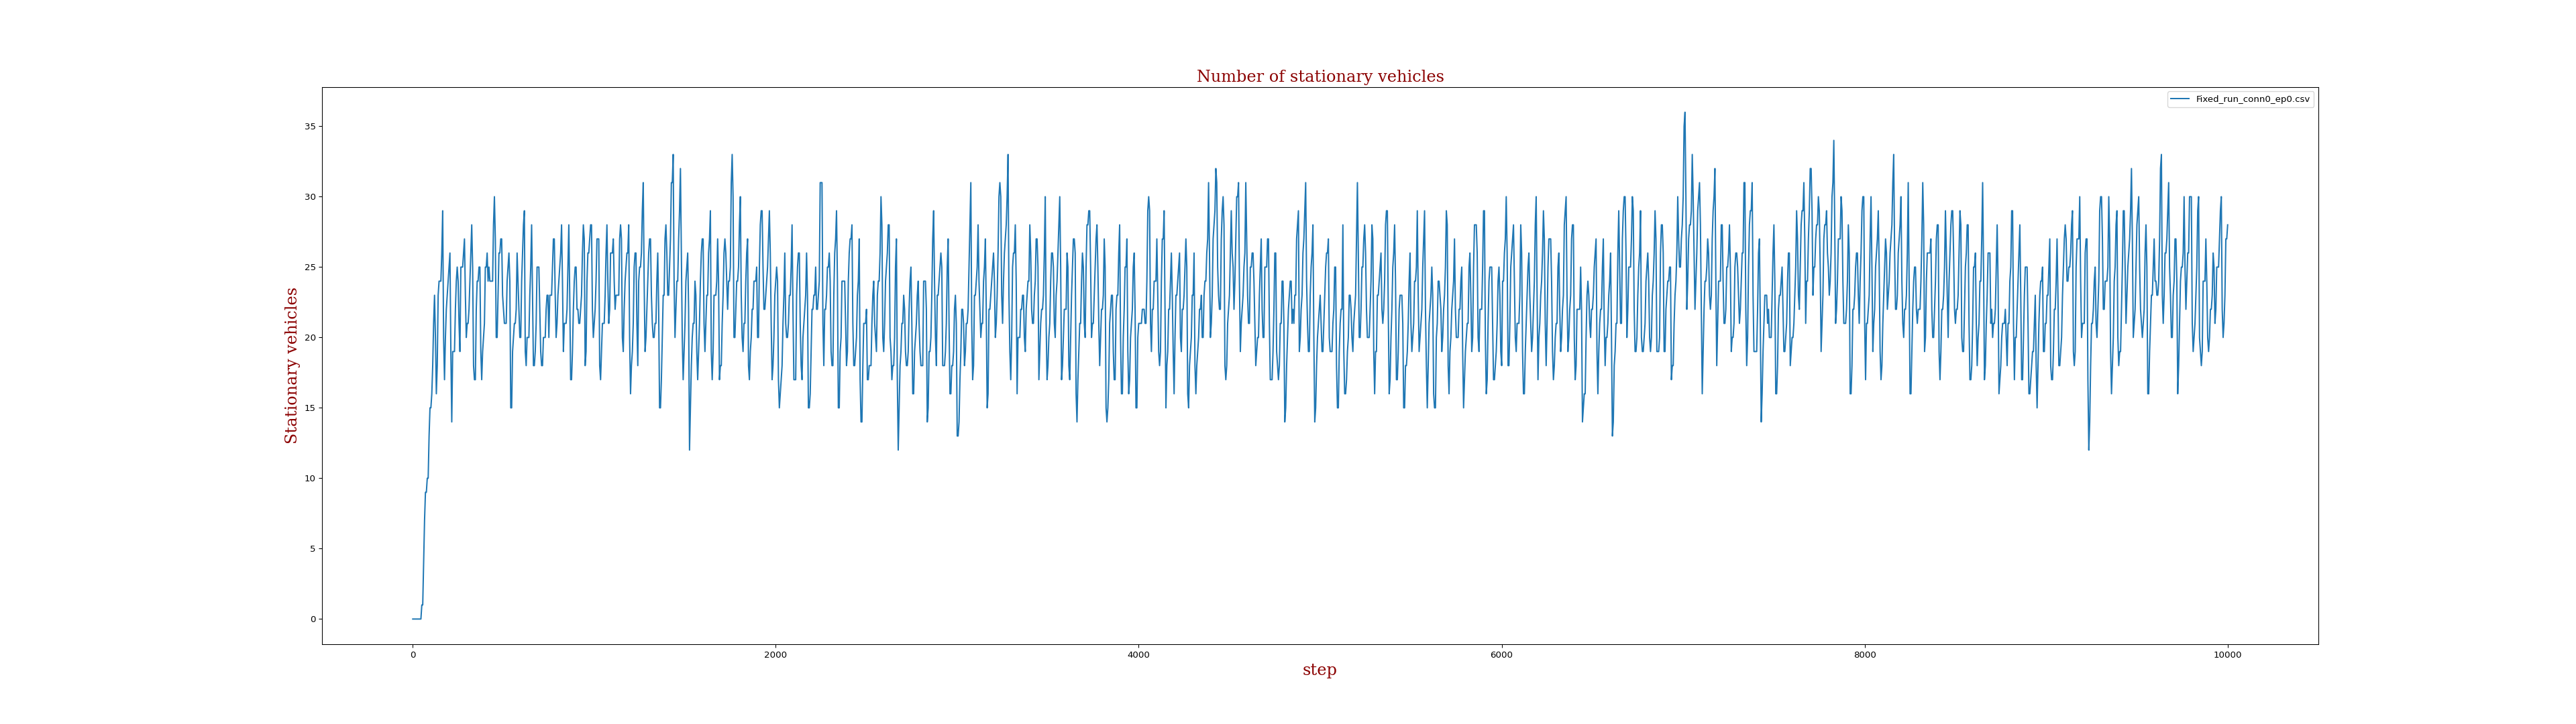 Number of stationary vehicles
Fixed_run_conn0_ep0.csv
35
30
25
20
15
10
5
0
Stationary vehicles
0 2000 4000 6000 8000 10000
step